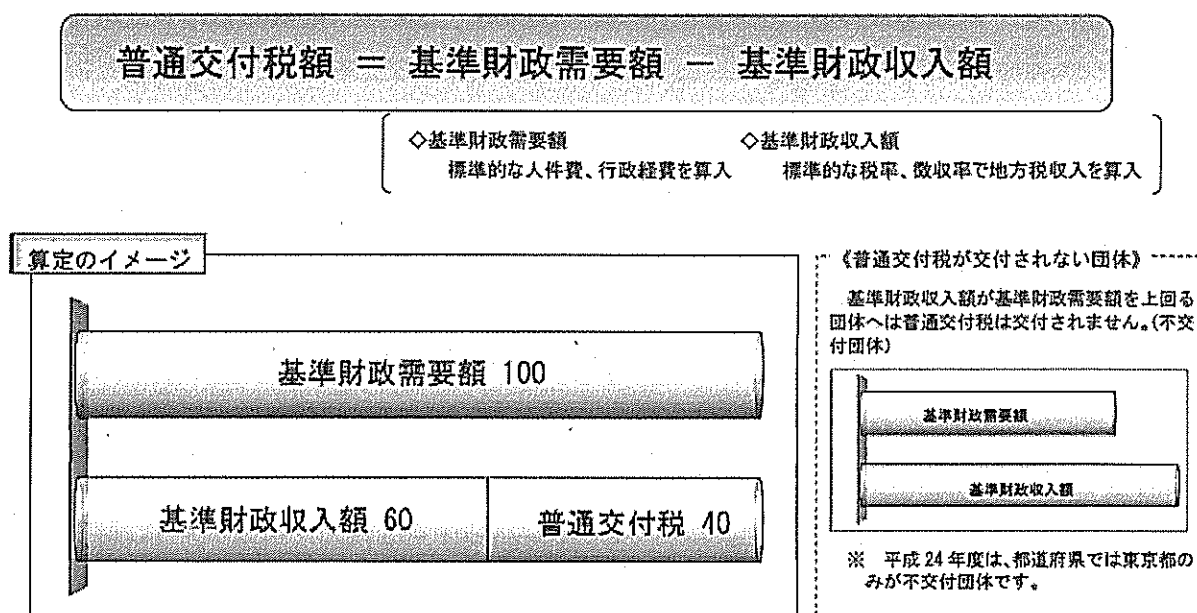 普通交付税額 = 基準財政需要額 − 基準財政収入額
◇基準財政需要額
標準的な人件費、行政経費を算入
◇基準財政収入額
標準的な税率、徴収率で地方税収入を算入
算定のイメージ
基準財政需要額 100
基準財政収入額 60
普通交付税 40
《普通交付税が交付されない団体》
基準財政収入額が基準財政需要額を上回る
団体へは普通交付税は交付されません。(不交
付団体)
基準財政需要額
基準財政収入額
※ 平成24年度は、都道府県では東京都の
みが不交付団体です。